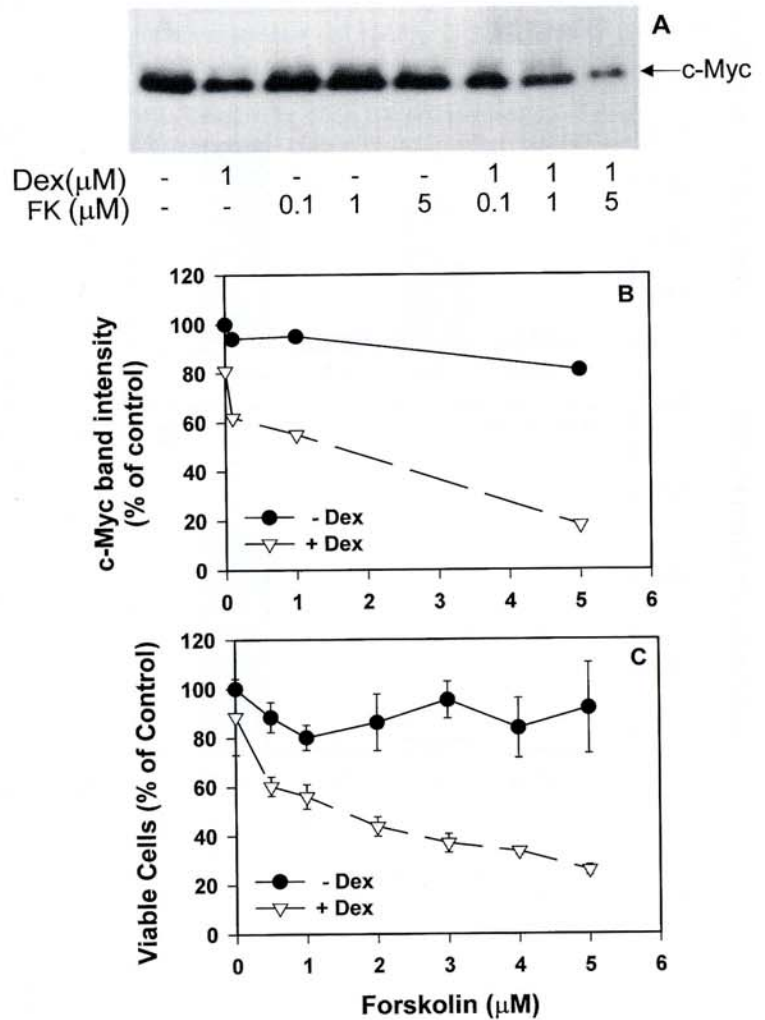 A
c-Myc
Dex(μM) - 1 - - - 1 1 1
FK (μM) - - 0.1 1 5 0.1 1 5
B
c-Myc band intensity
(% of control)
120
100
80
60
40
20
0
- Dex
+ Dex
0 1 2 3 4 5 6
C
Viable Cells (% of Control)
120
100
80
60
40
20
0
- Dex
+ Dex
0 1 2 3 4 5 6
Forskolin (μM)